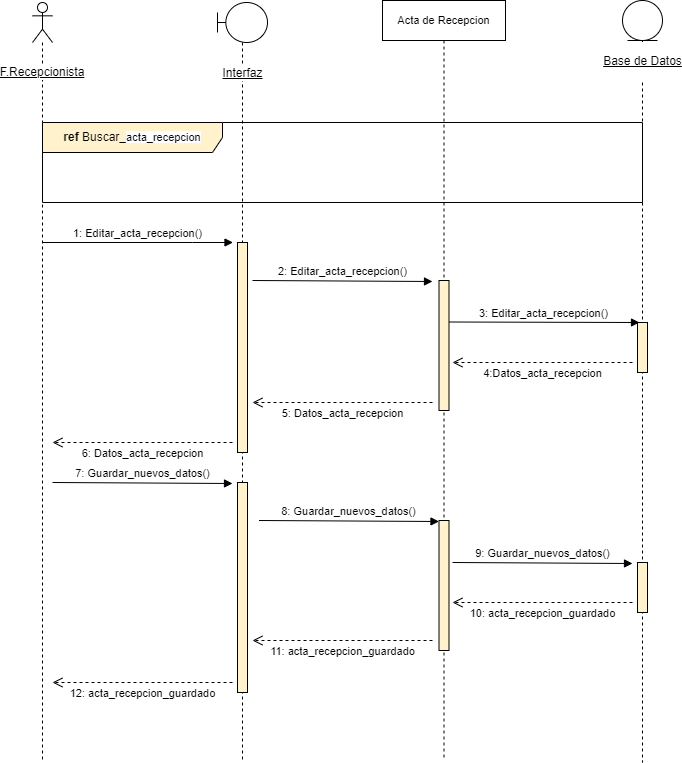 Acta de Recepcion
F.Recepcionista
Interfaz
Base de Datos
ref Buscar_acta_recepcion
1: Editar_acta_recepcion()
2: Editar_acta_recepcion()
3: Editar_acta_recepcion()
4:Datos_acta_recepcion
5: Datos_acta_recepcion
6: Datos_acta_recepcion
7: Guardar_nuevos_datos()
8: Guardar_nuevos_datos()
9: Guardar_nuevos_datos()
10: acta_recepcion_guardado
11: acta_recepcion_guardado
12: acta_recepcion_guardado